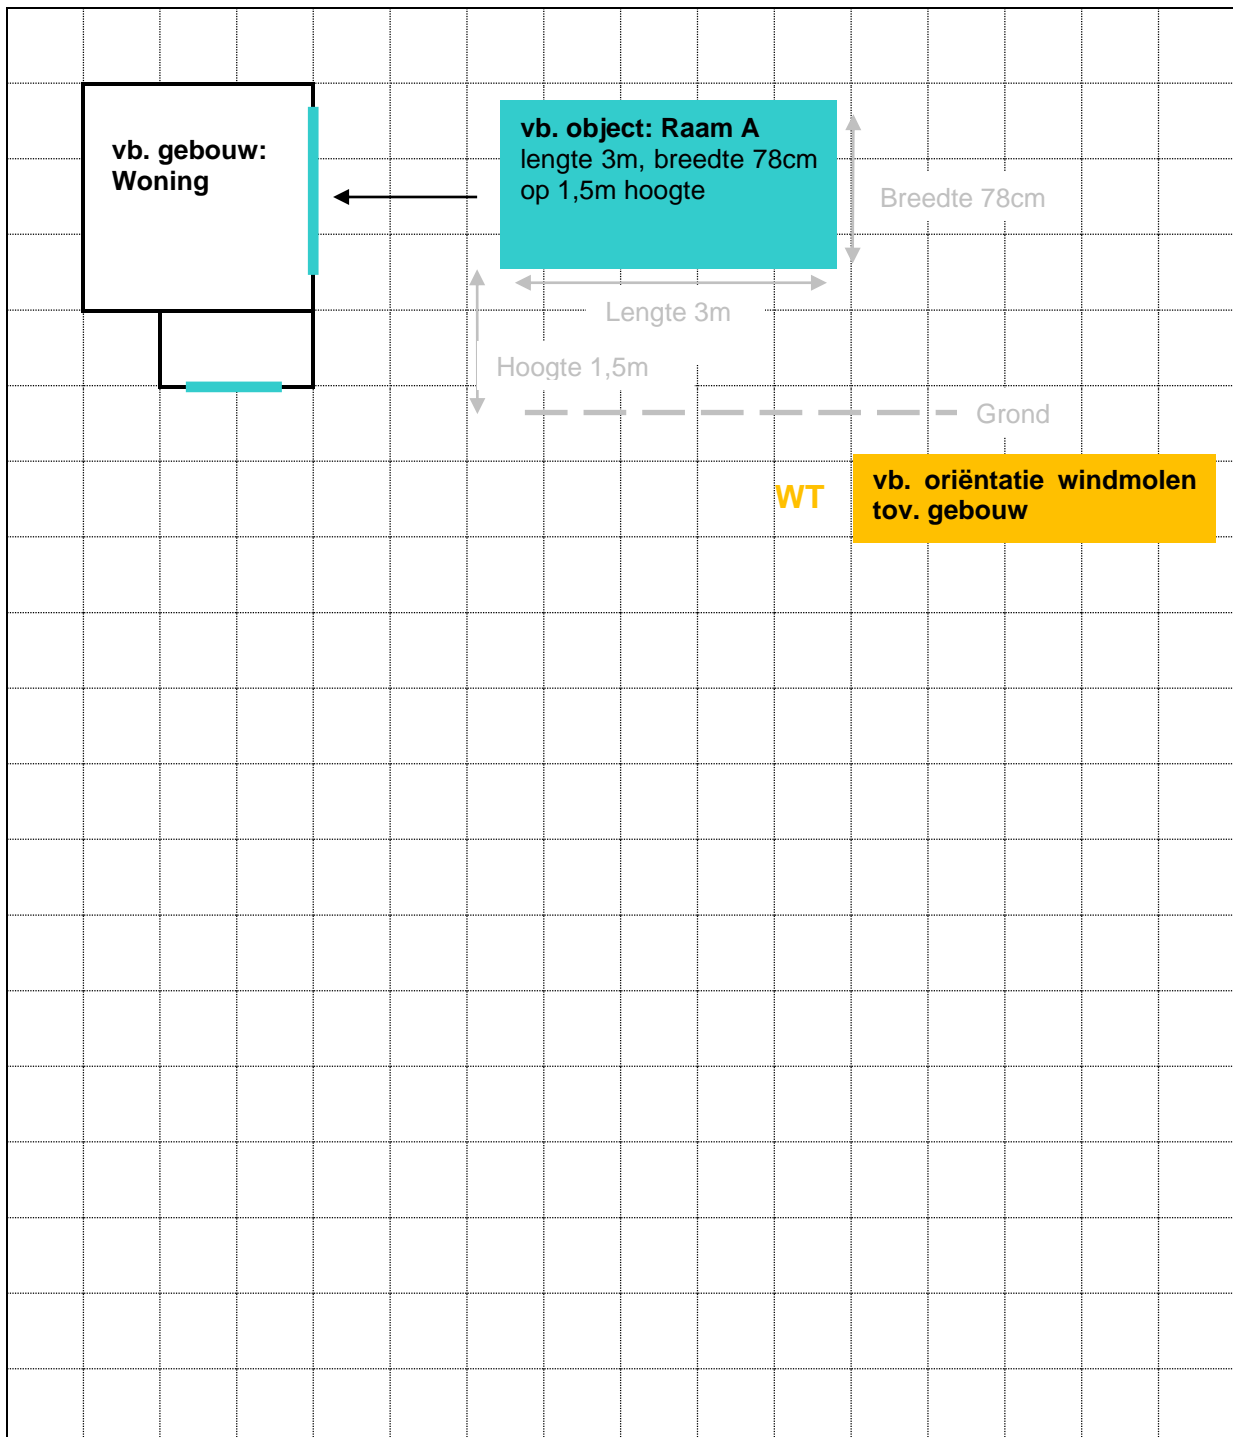 vb. gebouw:
Woning
vb. object: Raam A
lengte 3m, breedte 78cm
op 1,5m hoogte
Breedte 78cm
Lengte 3m
Hoogte 1,5m
Grond
WT
vb. oriëntatie windmolen
tov. gebouw